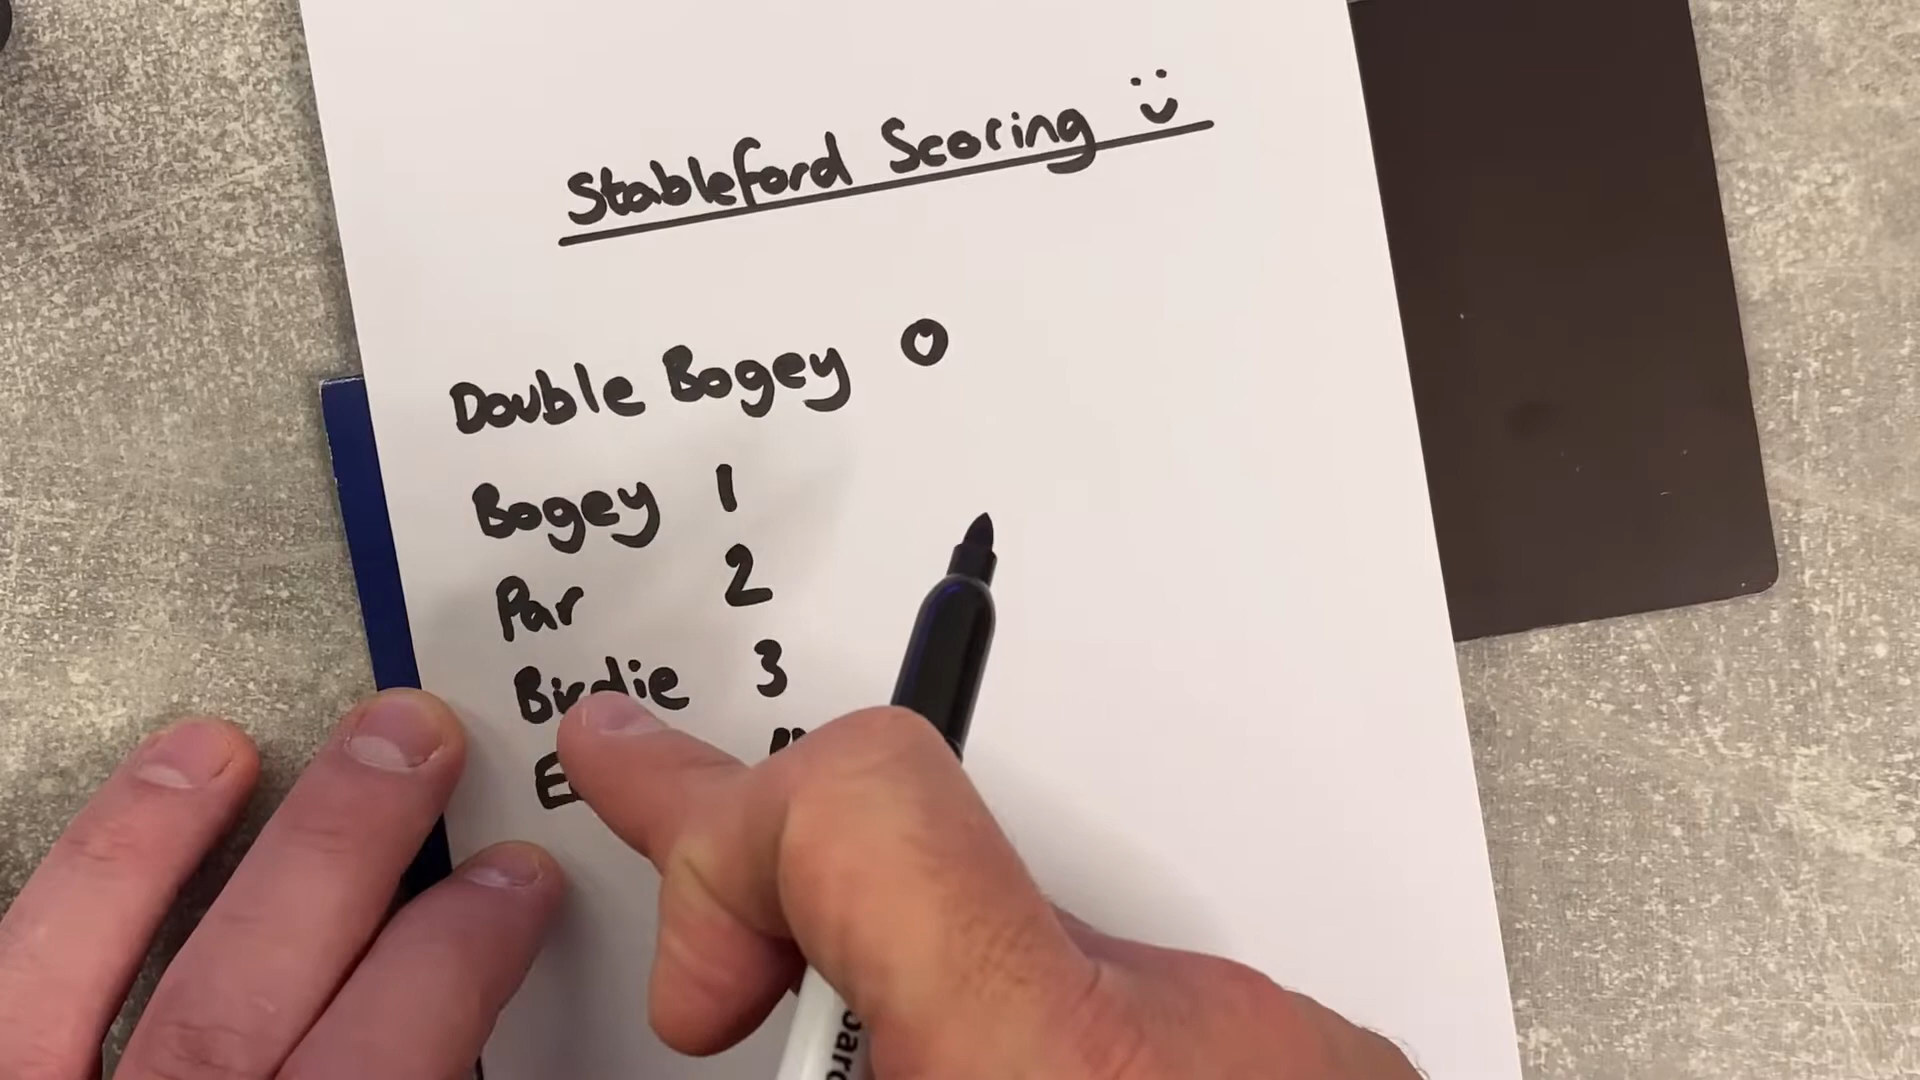 Stableford Scoring
Double Bogey 0
Bogey 1
Par 2
Birdie 3